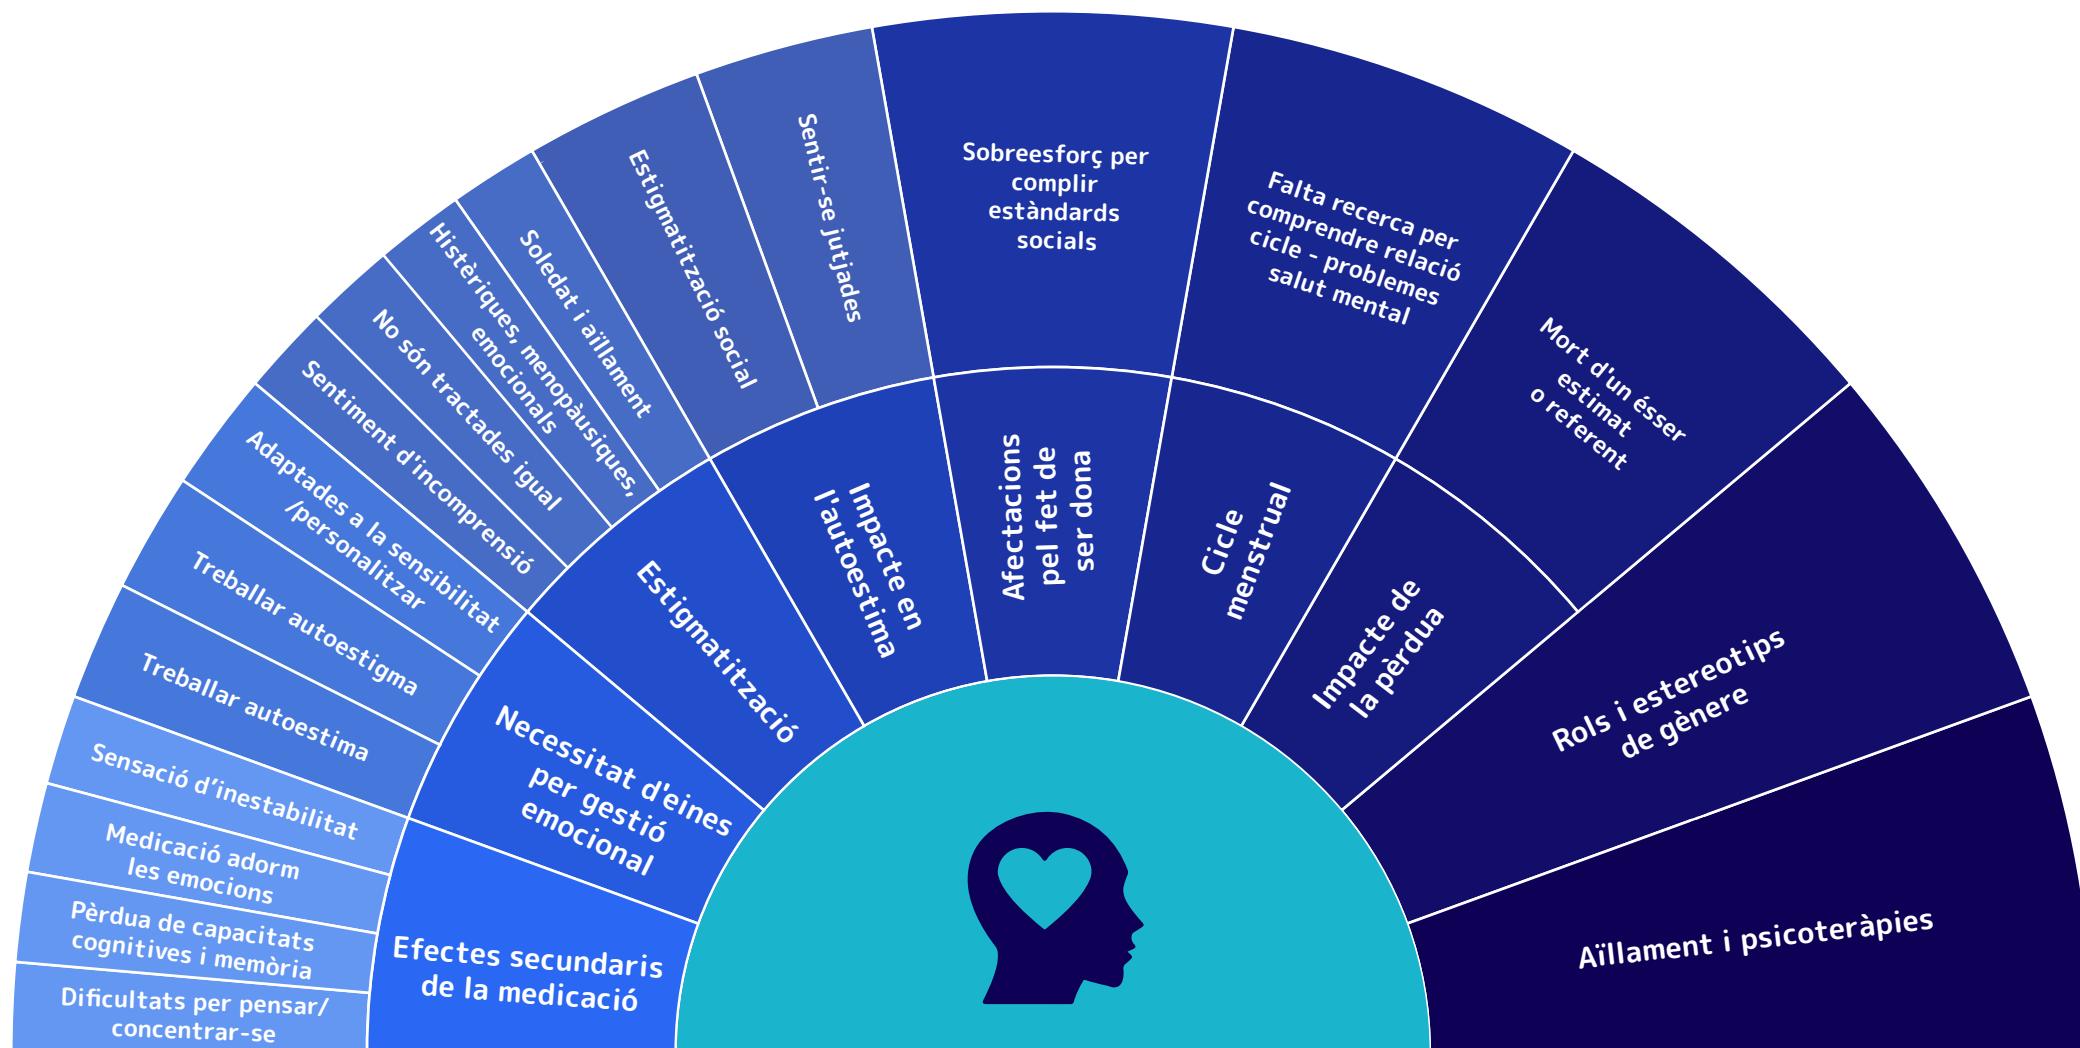 Dificultats per pensar/
concentrar-se
Pèrdua de capacitats
cognitives i memòria
Medicació adorm
les emocions
Sensació d’inestabilitat
Efectes secundaris
de la medicació
Treballar autoestima
Treballar autoestigma
Adaptades a la sensibilitat
/personalitzar
Necessitat d'eines
per gestió
emocional
Sentiment d'incomprensió
No són tractades igual
Histèriques, menopàusiques,
emocionals
Soledat i aïllament
Estigmatització
Estigmatització social
Sentir-se jutjades
Impacte en
l'autoestima
Sobreesforç per
complir
estàndards
socials
Afectacions
pel fet de
ser dona
Falta recerca per
comprendre relació
cicle - problemes
salut mental
Cicle
menstrual
Mort d'un ésser
estimat
o referent
Impacte de
la pèrdua
Rols i estereotips
de gènere
Aïllament i psicoteràpies